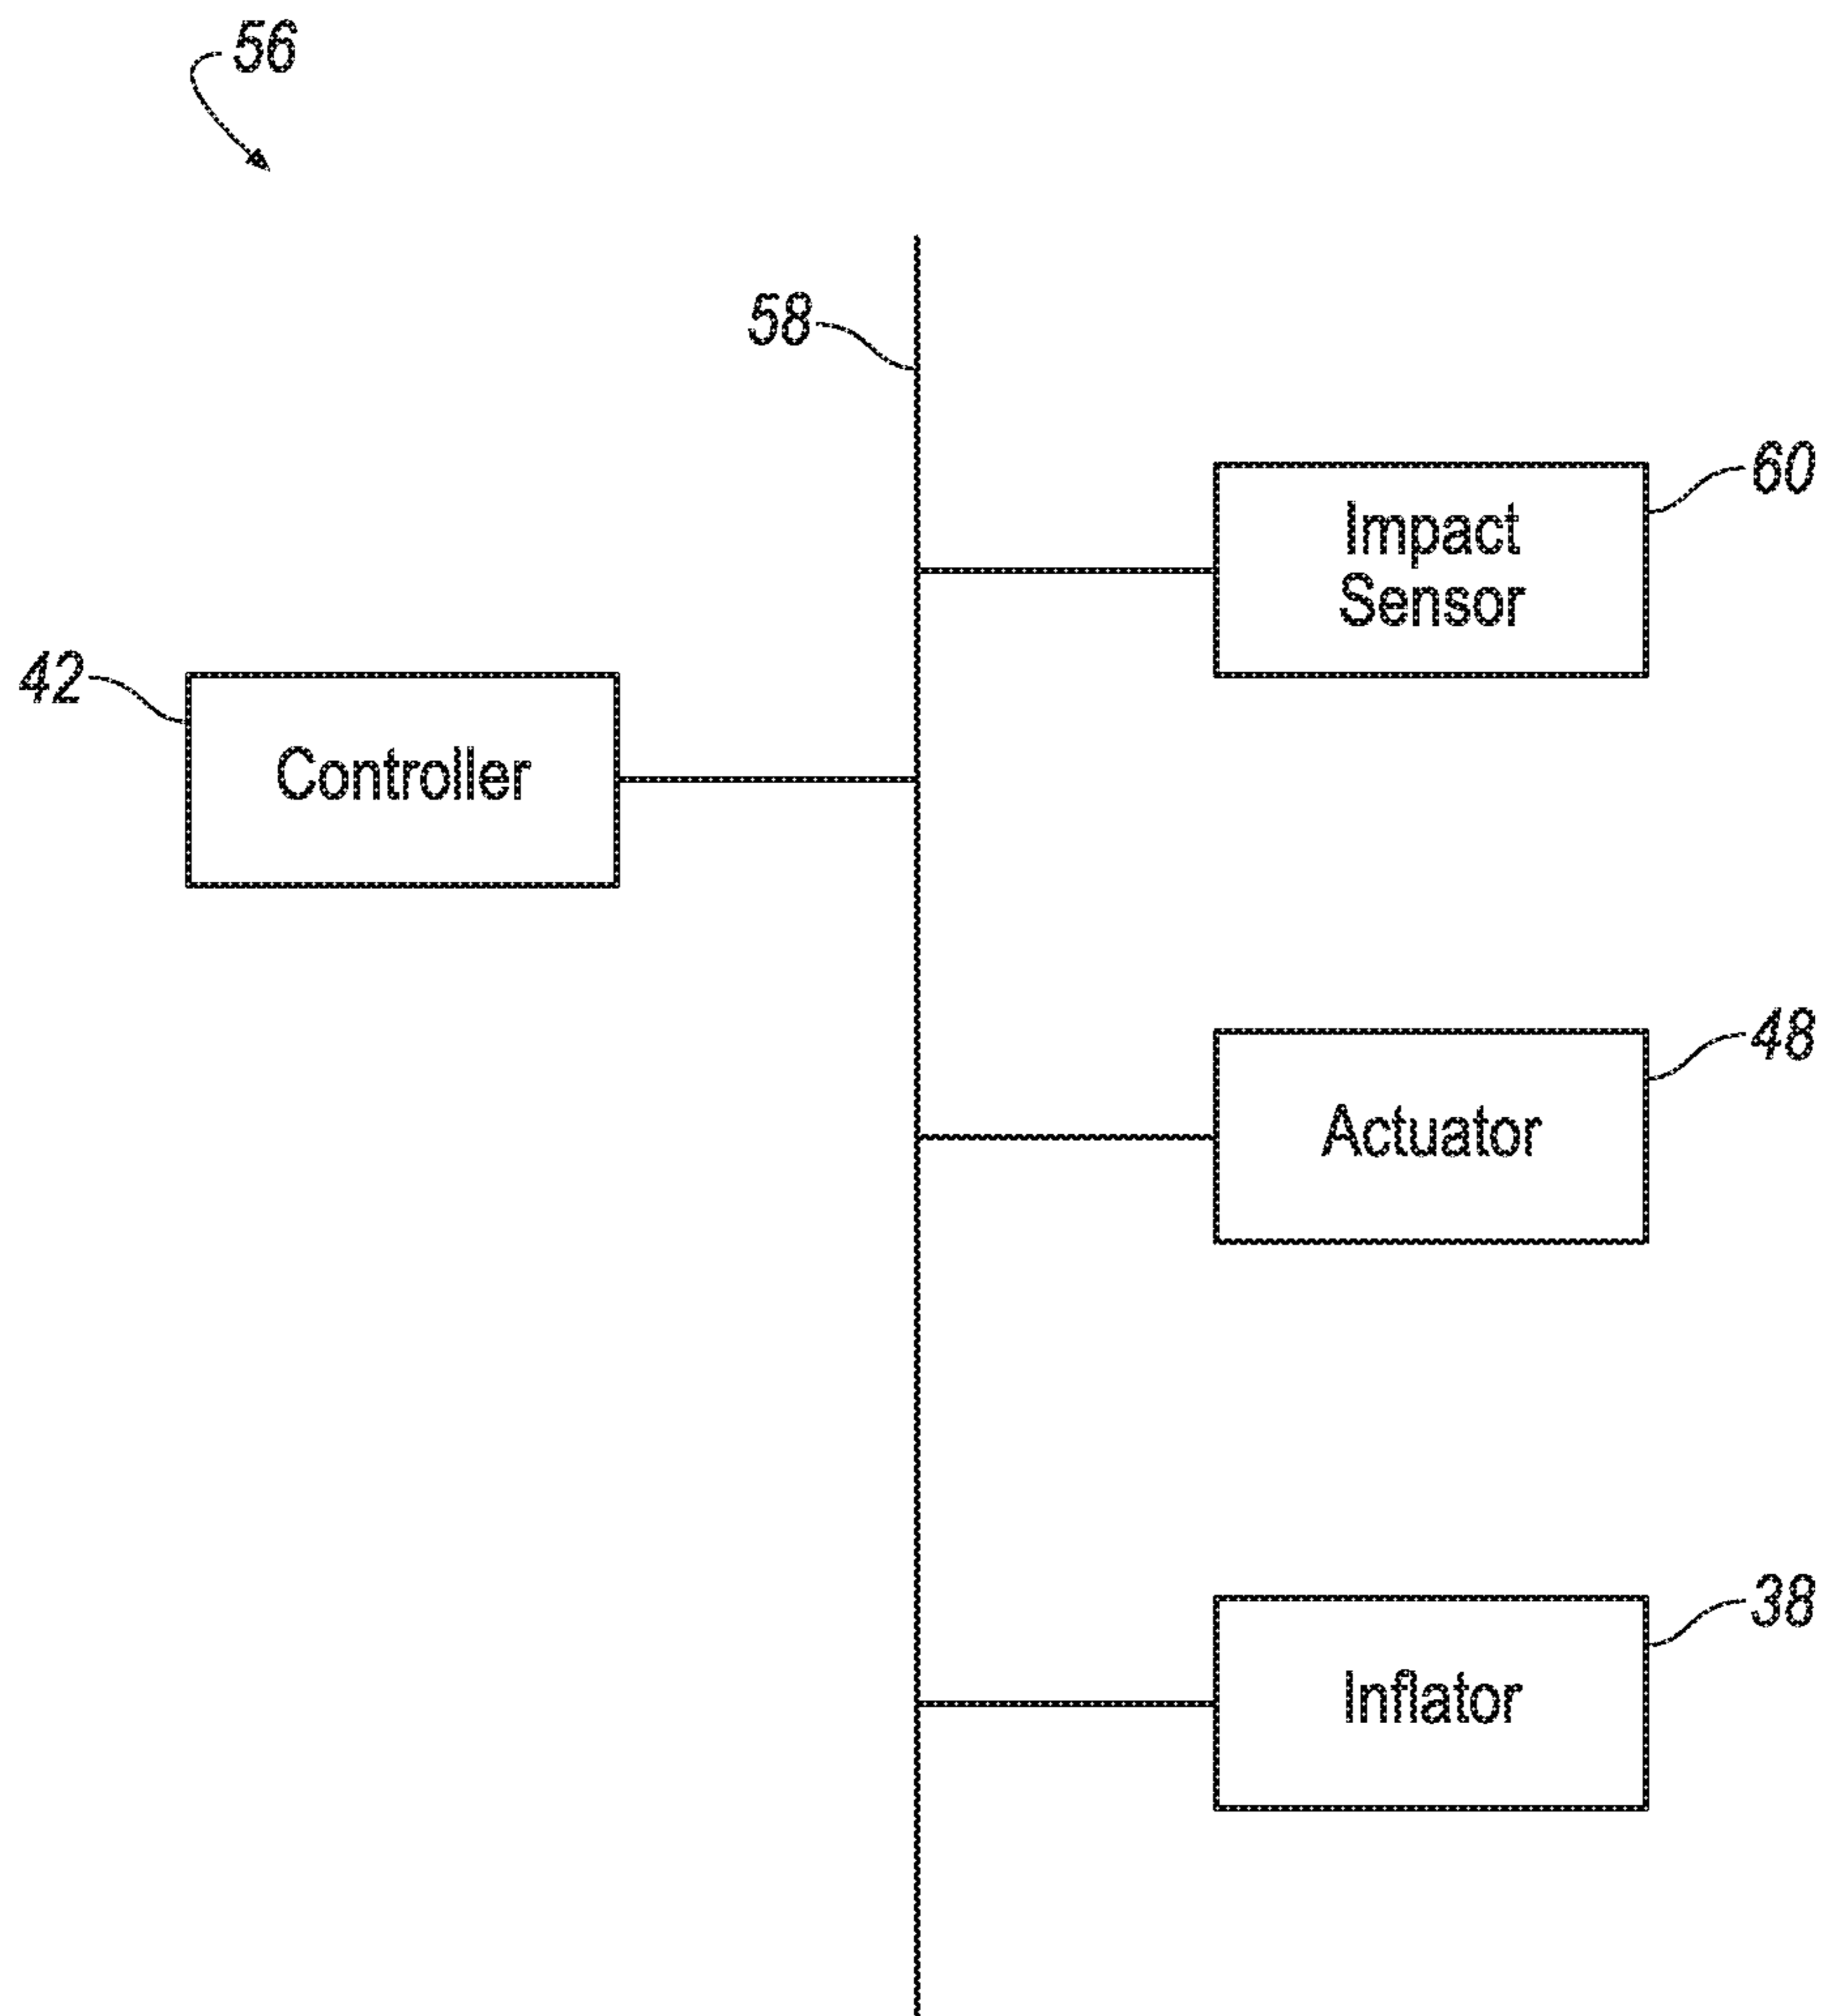 56
58
60
Impact
Sensor
42
Controller
48
Actuator
38
Inflator